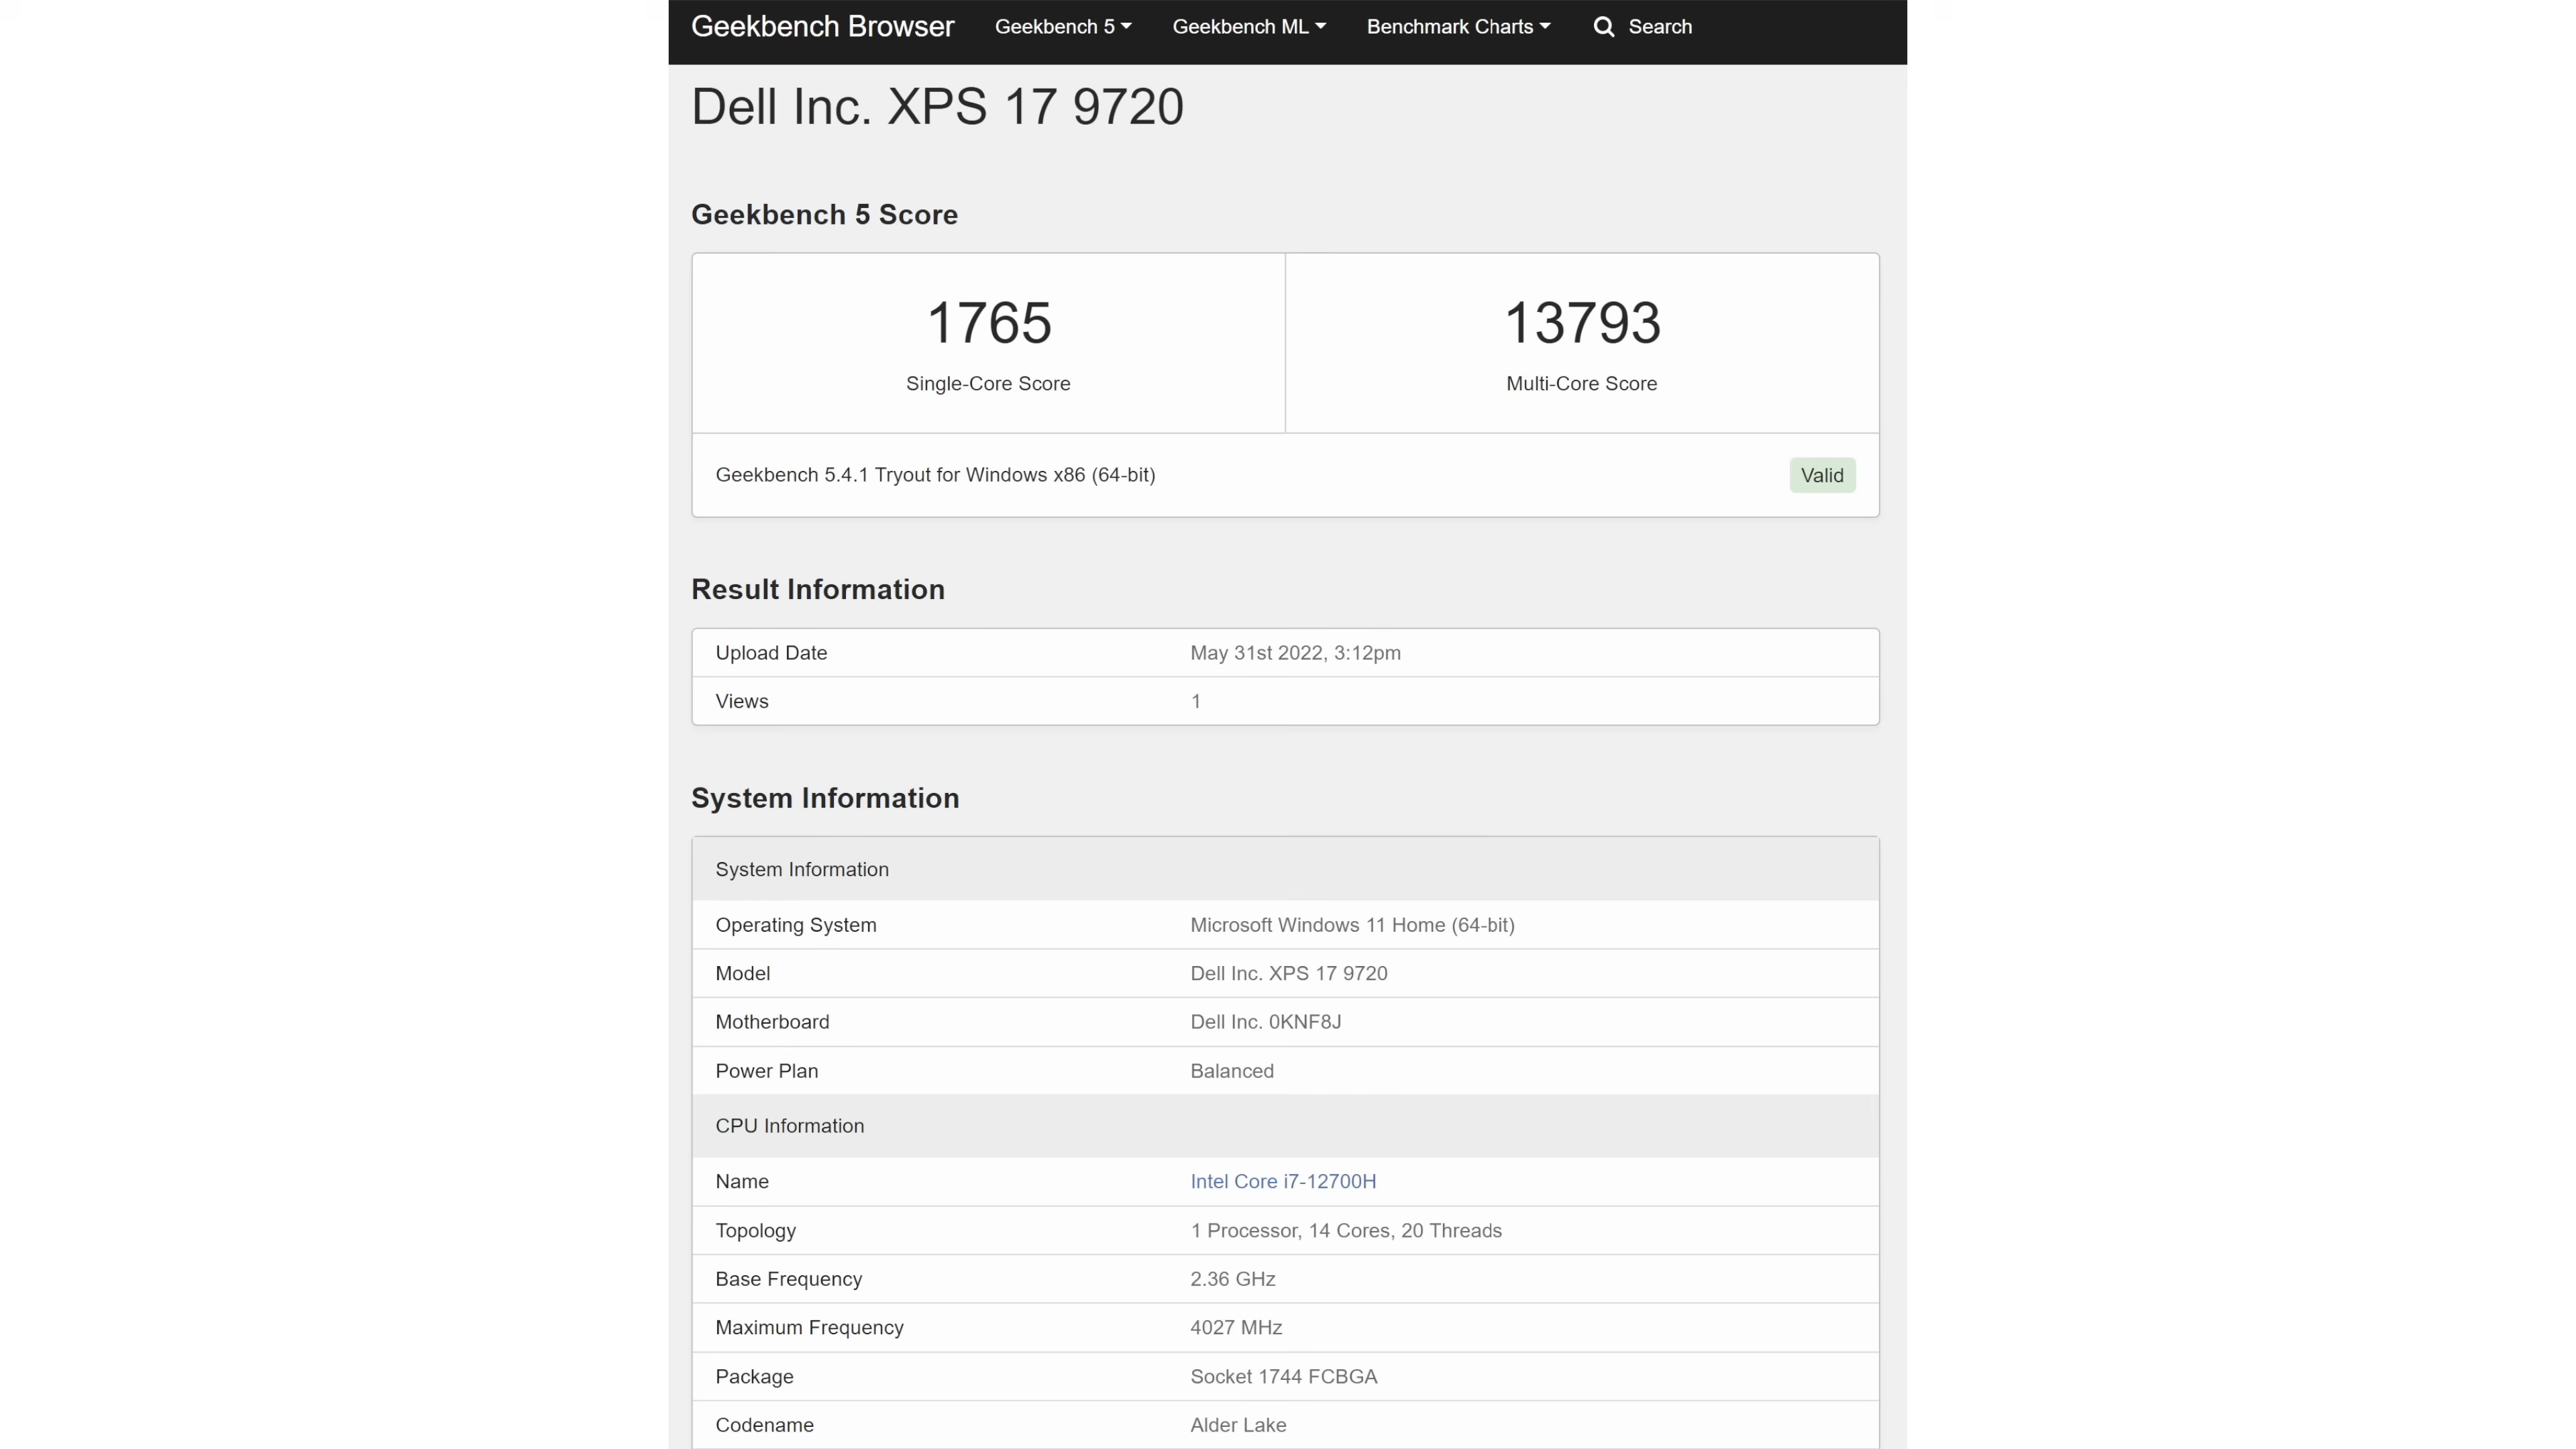 Geekbench Browser Geekbench 5 Geekbench ML Benchmark Charts Search
Dell Inc. XPS 17 9720
Geekbench 5 Score
1765 13793
Single-Core Score Multi-Core Score
Geekbench 5.4.1 Tryout for Windows x86 (64-bit) Valid
Result Information
Upload Date May 31st 2022, 3:12pm
Views 1
System Information
System Information
Operating System Microsoft Windows 11 Home (64-bit)
Model Dell Inc. XPS 17 9720
Motherboard Dell Inc. 0KNF8J
Power Plan Balanced
CPU Information
Name Intel Core i7-12700H
Topology 1 Processor, 14 Cores, 20 Threads
Base Frequency 2.36 GHz
Maximum Frequency 4027 MHz
Package Socket 1744 FCBGA
Codename Alder Lake